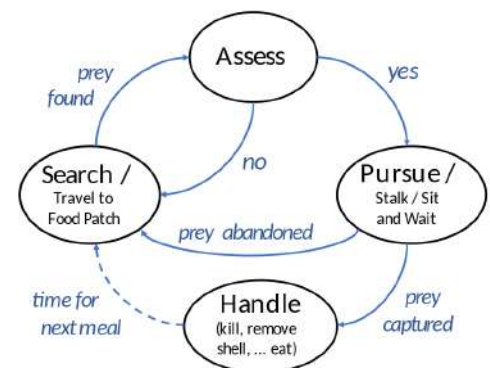 Assess
prey
found
yes
no
Search /
Travel to
Food Patch
Pursue /
Stalk / Sit
and Wait
prey abandoned
Handle
(kill, remove
shell, ... eat)
time for
next meal
prey
captured